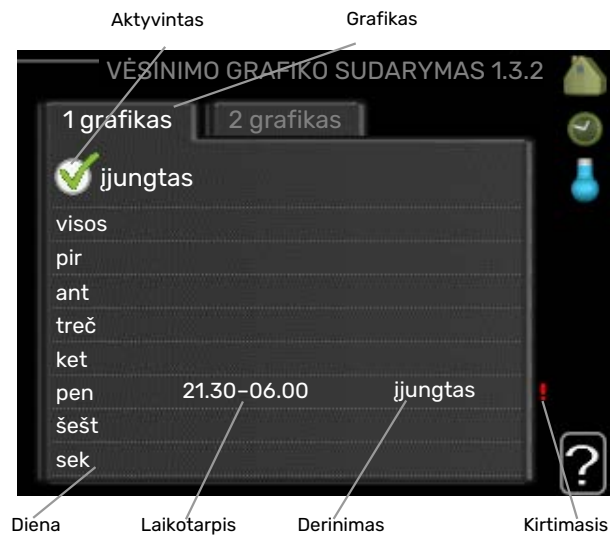 Aktyvintas Grafikas
VĖSINIMO GRAFIKO SUDARYMAS 1.3.2
1 grafikas 2 grafikas
įjungtas
visos
pir
ant
treč
ket
pen 21.30–06.00 įjungtas !
šešt
sek
?
Diena Laikotarpis Derinimas Kirtimasis